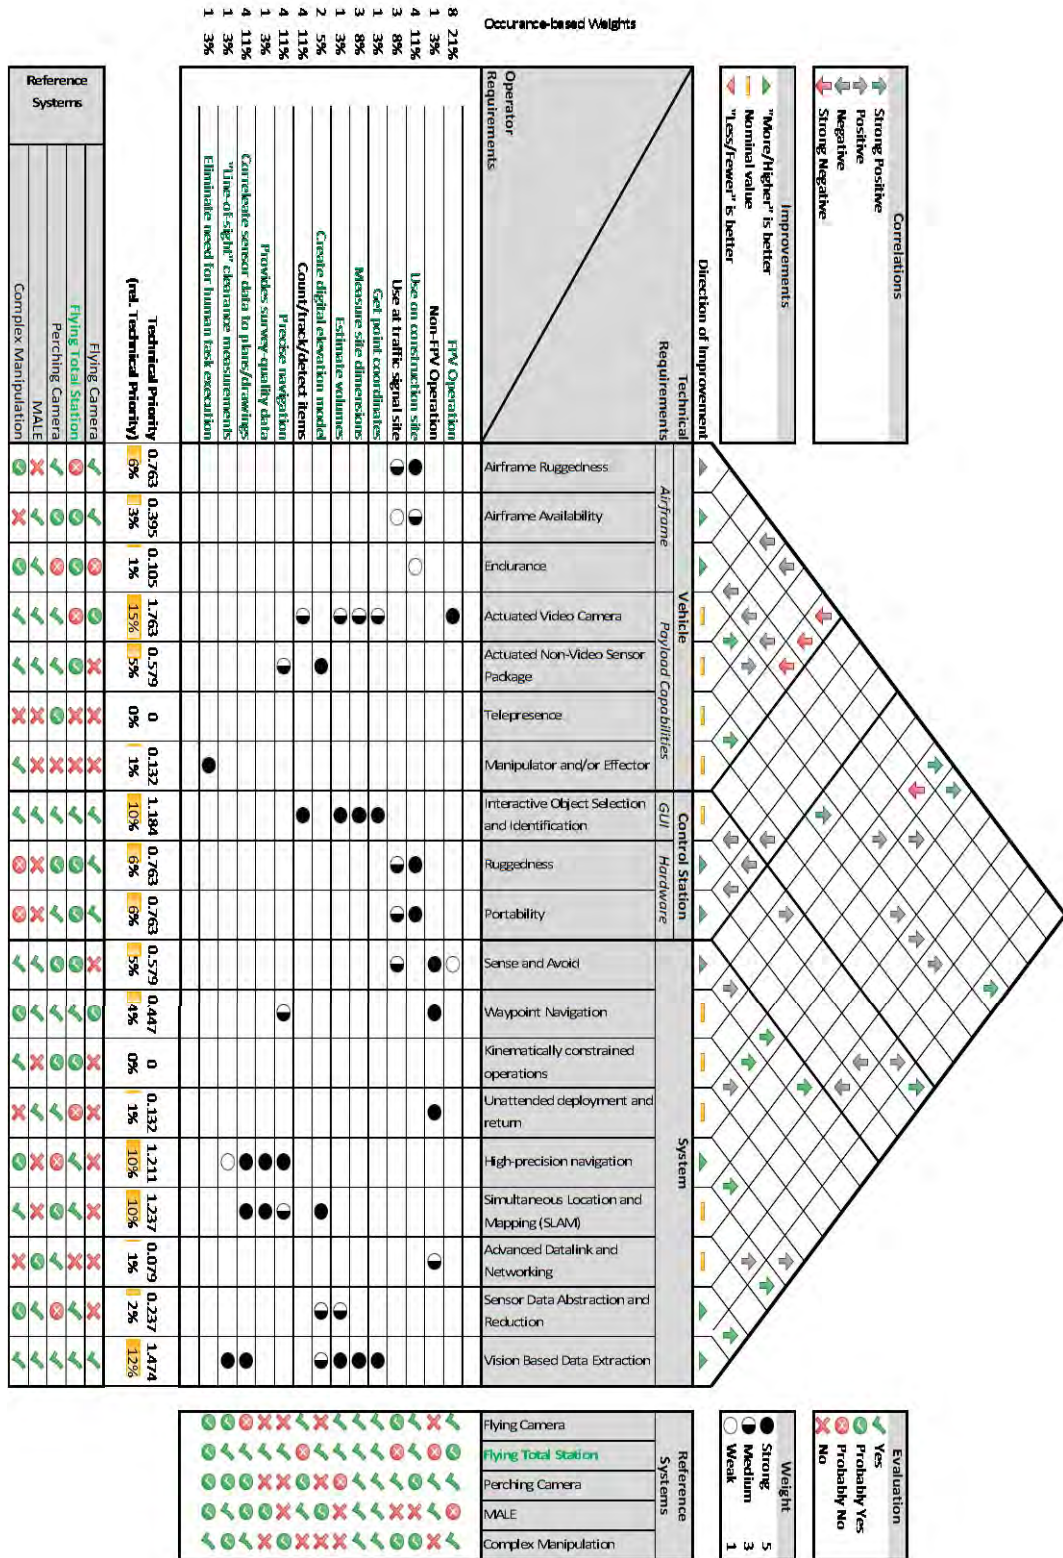 Correlations
Strong Positive
Positive
Negative
Strong Negative
Improvements
"More/Higher" is better
Nominal value
"Less/Fewer" is better
Evaluation
Yes
Probably Yes
Probably No
No
Weight
Strong 5
Medium 3
Weak 1
Direction of Improvement
Technical Requirements
Operator Requirements
Occurance-based Weights
Vehicle
Control Station
System
Airframe
Payload Capabilities
GUI
Hardware
Airframe Ruggedness
Airframe Availability
Endurance
Actuated Video Camera
Actuated Non-Video Sensor Package
Telepresence
Manipulator and/or Effector
Interactive Object Selection and Identification
Ruggedness
Portability
Sense and Avoid
Waypoint Navigation
Kinematically constrained operations
Unattended deployment and return
High-precision navigation
Simultaneous Location and Mapping (SLAM)
Advanced Datalink and Networking
Sensor Data Abstraction and Reduction
Vision Based Data Extraction
Reference Systems
Flying Camera
Flying Total Station
Perching Camera
MALE
Complex Manipulation
8 21% FPV Operation
1 3% Non-FPV Operation
4 11% Use on construction site
3 8% Use at traffic signal site
1 3% Get point coordinates
3 8% Measure site dimensions
1 3% Estimate volumes
2 5% Create digital elevation model
4 11% Count/track/detect items
4 11% Precise navigation
1 3% Provides survey-quality data
4 11% Correleate sensor data to plans/drawings
1 3% "Line-of-sight" clearance measurements
1 3% Eliminate need for human task execution
Technical Priority 0.763 0.395 0.105 1.763 0.579 0 0.132 1.184 0.763 0.763 0.579 0.447 0 0.132 1.211 1.237 0.079 0.237 1.474
(rel. Technical Priority) 6% 3% 1% 15% 5% 0% 1% 10% 6% 6% 5% 4% 0% 1% 10% 10% 1% 2% 12%
Reference Systems
Flying Camera
Flying Total Station
Perching Camera
MALE
Complex Manipulation